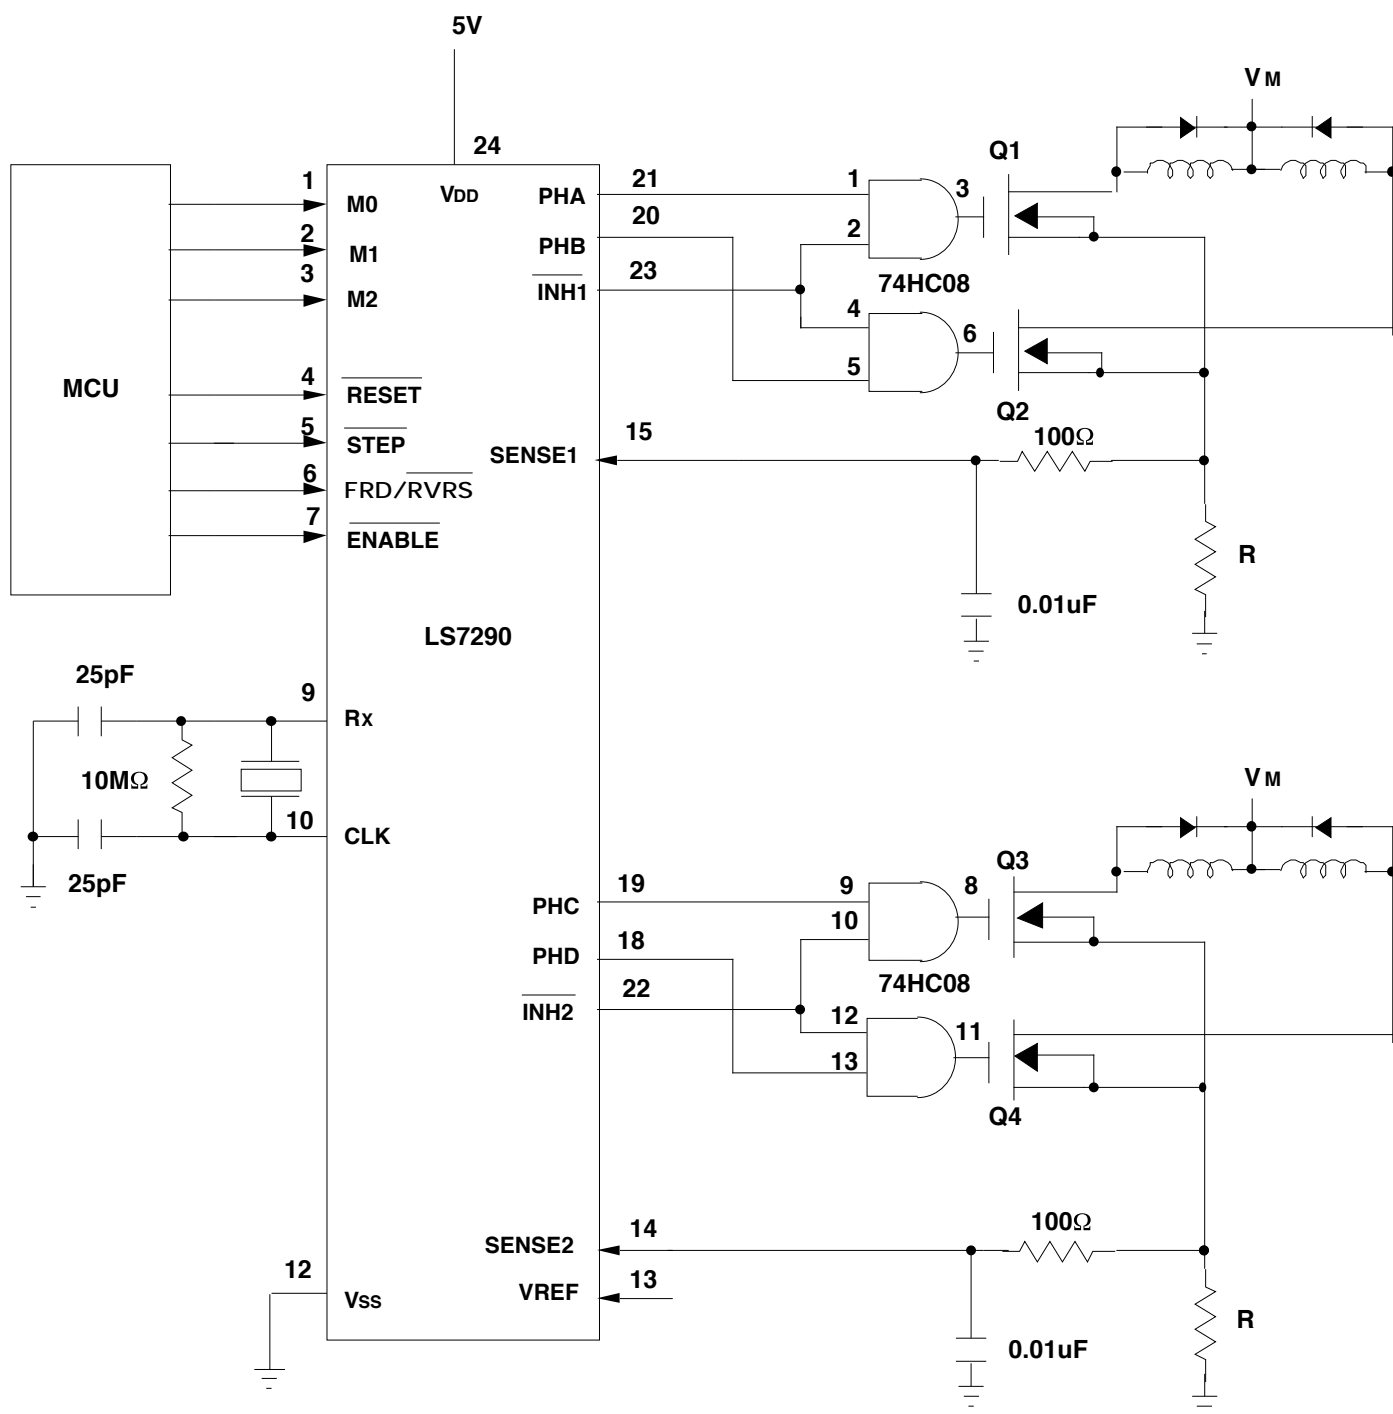 5V
24
VDD
MCU
1
M0
2
M1
3
M2
4
RESET
5
STEP
6
FRD/RVRS
7
ENABLE
LS7290
25pF
9
Rx
10MΩ
10
CLK
25pF
12
VSS
PHA
21
PHB
20
INH1
23
1
2
3
74HC08
4
5
6
Q1
Q2
VM
SENSE1
15
100Ω
0.01uF
R
PHC
19
PHD
18
INH2
22
9
10
8
74HC08
12
13
11
Q3
Q4
VM
SENSE2
14
VREF
13
100Ω
0.01uF
R